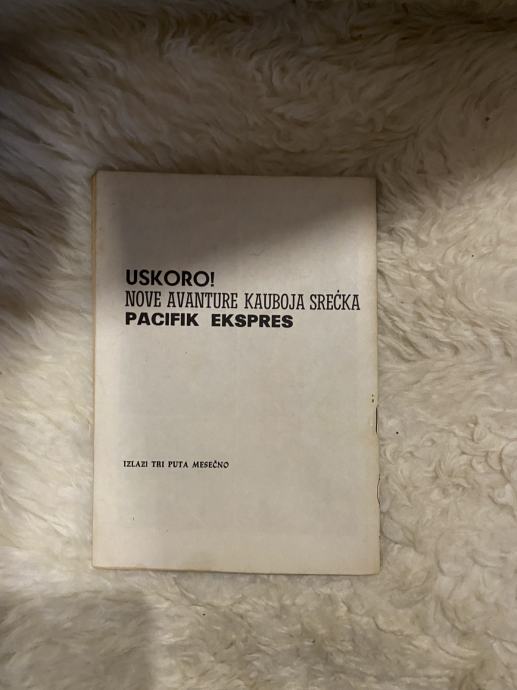 USKORO!
NOVE AVANTURE KAUBOJA SREĆKA
PACIFIK EKSPRES
IZLAZI TRI PUTA MESEČNO